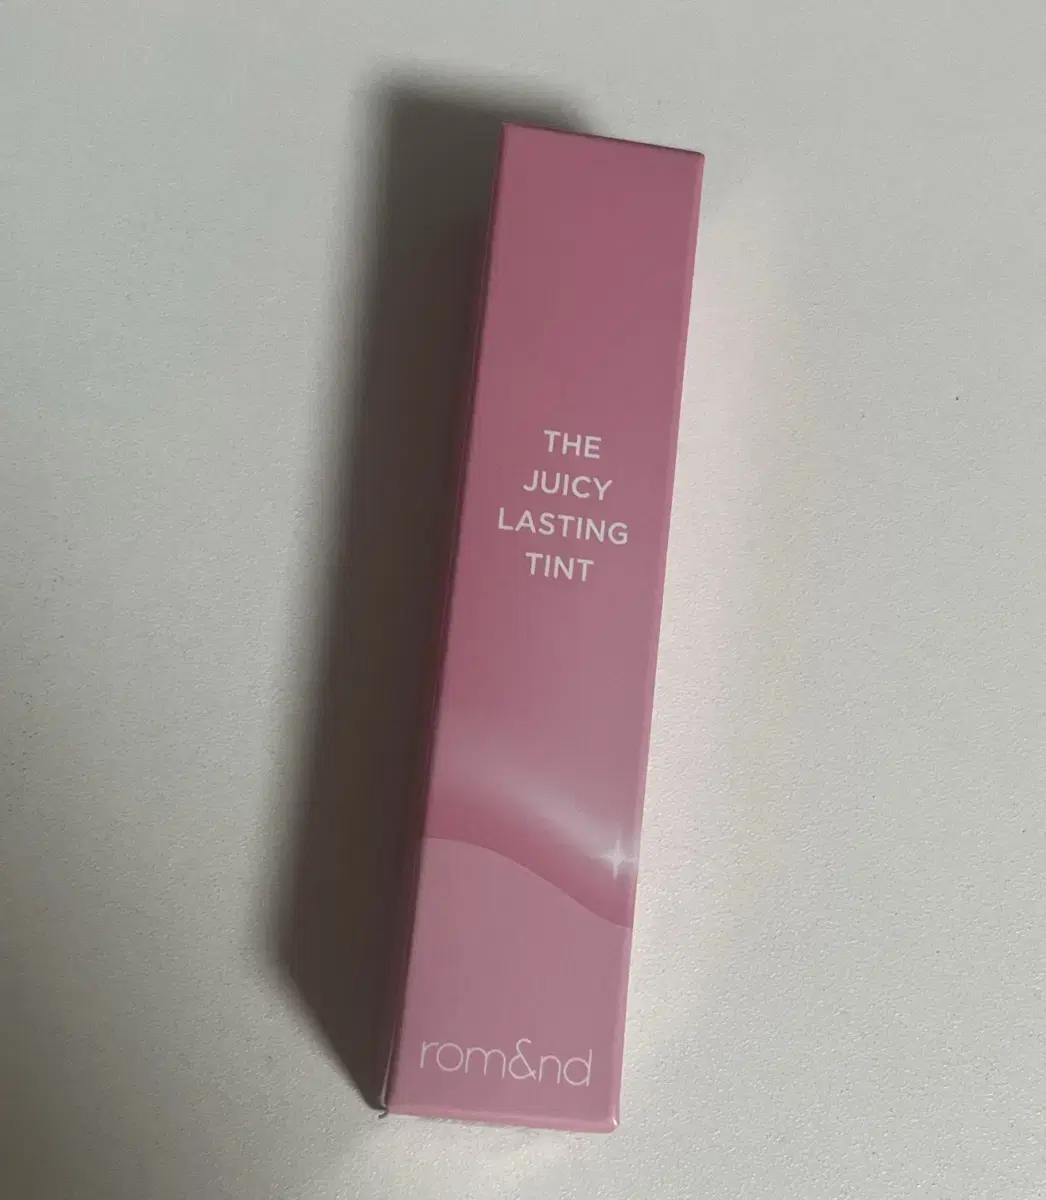 THE
JUICY
LASTING
TINT
rom&nd